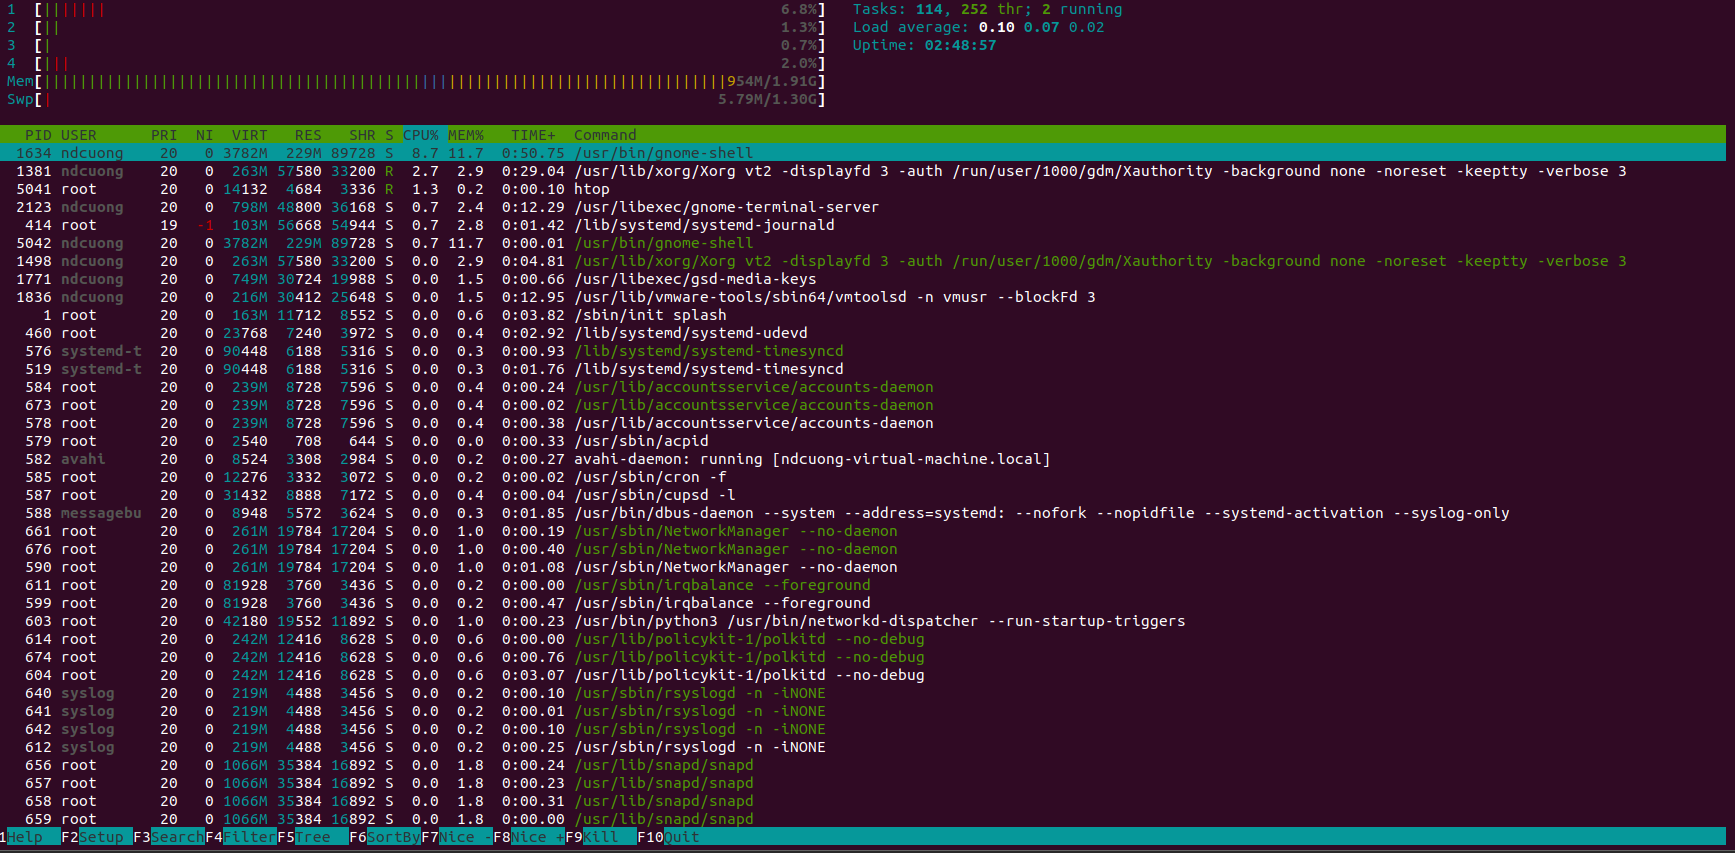 1 [||||||| 6.8%] Tasks: 114, 252 thr; 2 running
2 [|| 1.3%] Load average: 0.10 0.07 0.02
3 [| 0.7%] Uptime: 02:48:57
4 [||| 2.0%]
Mem[|||||||||||||||||||||||||||||||||||||||||||||||||||||||||||||||||||||||||||||954M/1.91G]
Swp[| 5.79M/1.30G]
PID USER PRI NI VIRT RES SHR S CPU% MEM% TIME+ Command
1634 ndcuong 20 0 3782M 229M 89728 S 8.7 11.7 0:50.75 /usr/bin/gnome-shell
1381 ndcuong 20 0 263M 57580 33200 R 2.7 2.9 0:29.04 /usr/lib/xorg/Xorg vt2 -displayfd 3 -auth /run/user/1000/gdm/Xauthority -background none -noreset -keeptty -verbose 3
5041 root 20 0 14132 4684 3336 R 1.3 0.2 0:00.10 htop
2123 ndcuong 20 0 798M 48800 36168 S 0.7 2.4 0:12.29 /usr/libexec/gnome-terminal-server
414 root 19 -1 103M 56668 54944 S 0.7 2.8 0:01.42 /lib/systemd/systemd-journald
5042 ndcuong 20 0 3782M 229M 89728 S 0.7 11.7 0:00.01 /usr/bin/gnome-shell
1498 ndcuong 20 0 263M 57580 33200 S 0.0 2.9 0:04.81 /usr/lib/xorg/Xorg vt2 -displayfd 3 -auth /run/user/1000/gdm/Xauthority -background none -noreset -keeptty -verbose 3
1771 ndcuong 20 0 749M 30724 19988 S 0.0 1.5 0:00.66 /usr/libexec/gsd-media-keys
1836 ndcuong 20 0 216M 30412 25648 S 0.0 1.5 0:12.95 /usr/lib/vmware-tools/sbin64/vmtoolsd -n vmusr --blockFd 3
1 root 20 0 163M 11712 8552 S 0.0 0.6 0:03.82 /sbin/init splash
460 root 20 0 23768 7240 3972 S 0.0 0.4 0:02.92 /lib/systemd/systemd-udevd
576 systemd-t 20 0 90448 6188 5316 S 0.0 0.3 0:00.93 /lib/systemd/systemd-timesyncd
519 systemd-t 20 0 90448 6188 5316 S 0.0 0.3 0:01.76 /lib/systemd/systemd-timesyncd
584 root 20 0 239M 8728 7596 S 0.0 0.4 0:00.24 /usr/lib/accountsservice/accounts-daemon
673 root 20 0 239M 8728 7596 S 0.0 0.4 0:00.02 /usr/lib/accountsservice/accounts-daemon
578 root 20 0 239M 8728 7596 S 0.0 0.4 0:00.38 /usr/lib/accountsservice/accounts-daemon
579 root 20 0 2540 708 644 S 0.0 0.0 0:00.33 /usr/sbin/acpid
582 avahi 20 0 8524 3308 2984 S 0.0 0.2 0:00.27 avahi-daemon: running [ndcuong-virtual-machine.local]
585 root 20 0 12276 3332 3072 S 0.0 0.2 0:00.02 /usr/sbin/cron -f
587 root 20 0 31432 8888 7172 S 0.0 0.4 0:00.04 /usr/sbin/cupsd -l
588 messagebu 20 0 8948 5572 3624 S 0.0 0.3 0:01.85 /usr/bin/dbus-daemon --system --address=systemd: --nofork --nopidfile --systemd-activation --syslog-only
661 root 20 0 261M 19784 17204 S 0.0 1.0 0:00.19 /usr/sbin/NetworkManager --no-daemon
676 root 20 0 261M 19784 17204 S 0.0 1.0 0:00.40 /usr/sbin/NetworkManager --no-daemon
590 root 20 0 261M 19784 17204 S 0.0 1.0 0:01.08 /usr/sbin/NetworkManager --no-daemon
611 root 20 0 81928 3760 3436 S 0.0 0.2 0:00.00 /usr/sbin/irqbalance --foreground
599 root 20 0 81928 3760 3436 S 0.0 0.2 0:00.47 /usr/sbin/irqbalance --foreground
603 root 20 0 42180 19552 11892 S 0.0 1.0 0:00.23 /usr/bin/python3 /usr/bin/networkd-dispatcher --run-startup-triggers
614 root 20 0 242M 12416 8628 S 0.0 0.6 0:00.00 /usr/lib/policykit-1/polkitd --no-debug
674 root 20 0 242M 12416 8628 S 0.0 0.6 0:00.76 /usr/lib/policykit-1/polkitd --no-debug
604 root 20 0 242M 12416 8628 S 0.0 0.6 0:03.07 /usr/lib/policykit-1/polkitd --no-debug
640 syslog 20 0 219M 4488 3456 S 0.0 0.2 0:00.10 /usr/sbin/rsyslogd -n -iNONE
641 syslog 20 0 219M 4488 3456 S 0.0 0.2 0:00.01 /usr/sbin/rsyslogd -n -iNONE
642 syslog 20 0 219M 4488 3456 S 0.0 0.2 0:00.10 /usr/sbin/rsyslogd -n -iNONE
612 syslog 20 0 219M 4488 3456 S 0.0 0.2 0:00.25 /usr/sbin/rsyslogd -n -iNONE
656 root 20 0 1066M 35384 16892 S 0.0 1.8 0:00.24 /usr/lib/snapd/snapd
657 root 20 0 1066M 35384 16892 S 0.0 1.8 0:00.23 /usr/lib/snapd/snapd
658 root 20 0 1066M 35384 16892 S 0.0 1.8 0:00.31 /usr/lib/snapd/snapd
659 root 20 0 1066M 35384 16892 S 0.0 1.8 0:00.00 /usr/lib/snapd/snapd
1Help F2Setup F3SearchF4FilterF5Tree F6SortByF7Nice -F8Nice +F9Kill F10Quit